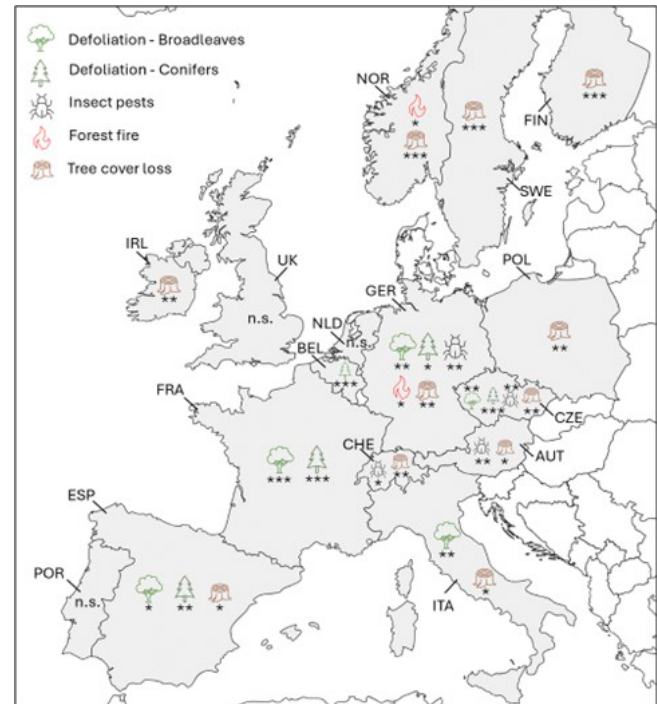 Defoliation - Broadleaves
Defoliation - Conifers
Insect pests
Forest fire
Tree cover loss
NOR
*
***
***
***
FIN
SWE
IRL
**
UK
n.s.
POL
**
GER
NLD
n.s.
BEL
***
** * **
* **
** **
*** **
CZE
FRA
*** ***
CHE
* **
** *
AUT
ESP
POR
n.s.
* ** *
**
*
ITA